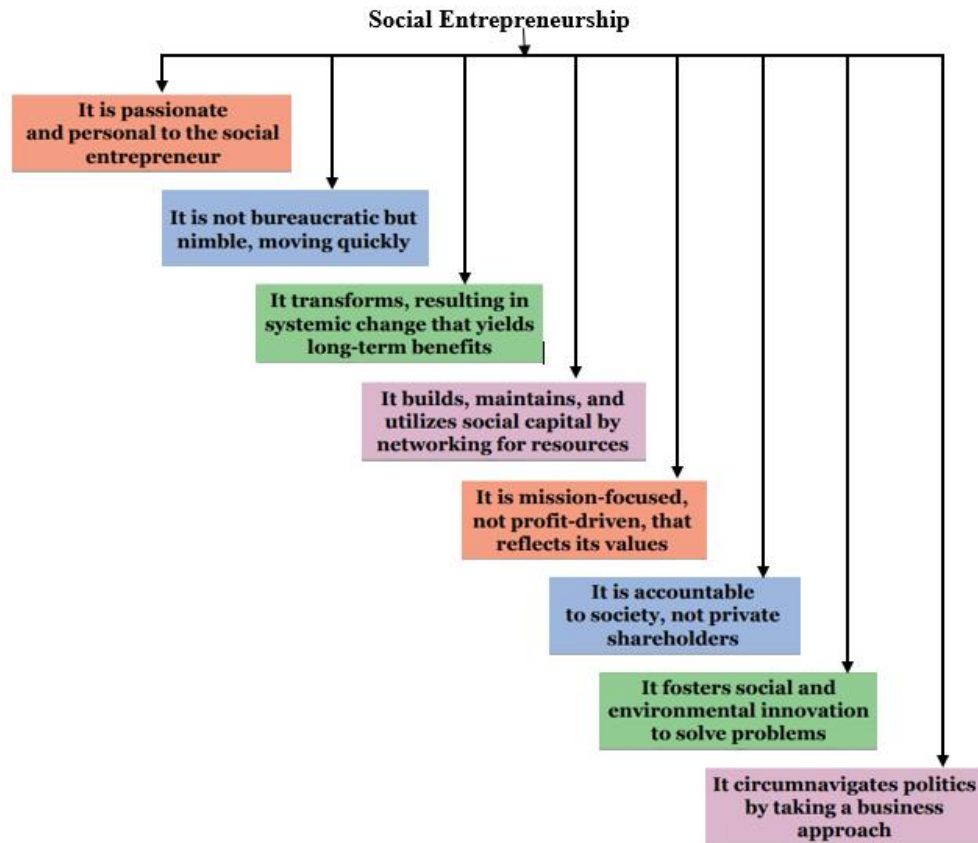 Social Entrepreneurship
It is passionate
and personal to the social
entrepreneur
It is not bureaucratic but
nimble, moving quickly
It transforms, resulting in
systemic change that yields
long-term benefits
It builds, maintains, and
utilizes social capital by
networking for resources
It is mission-focused,
not profit-driven, that
reflects its values
It is accountable
to society, not private
shareholders
It fosters social and
environmental innovation
to solve problems
It circumnavigates politics
by taking a business
approach